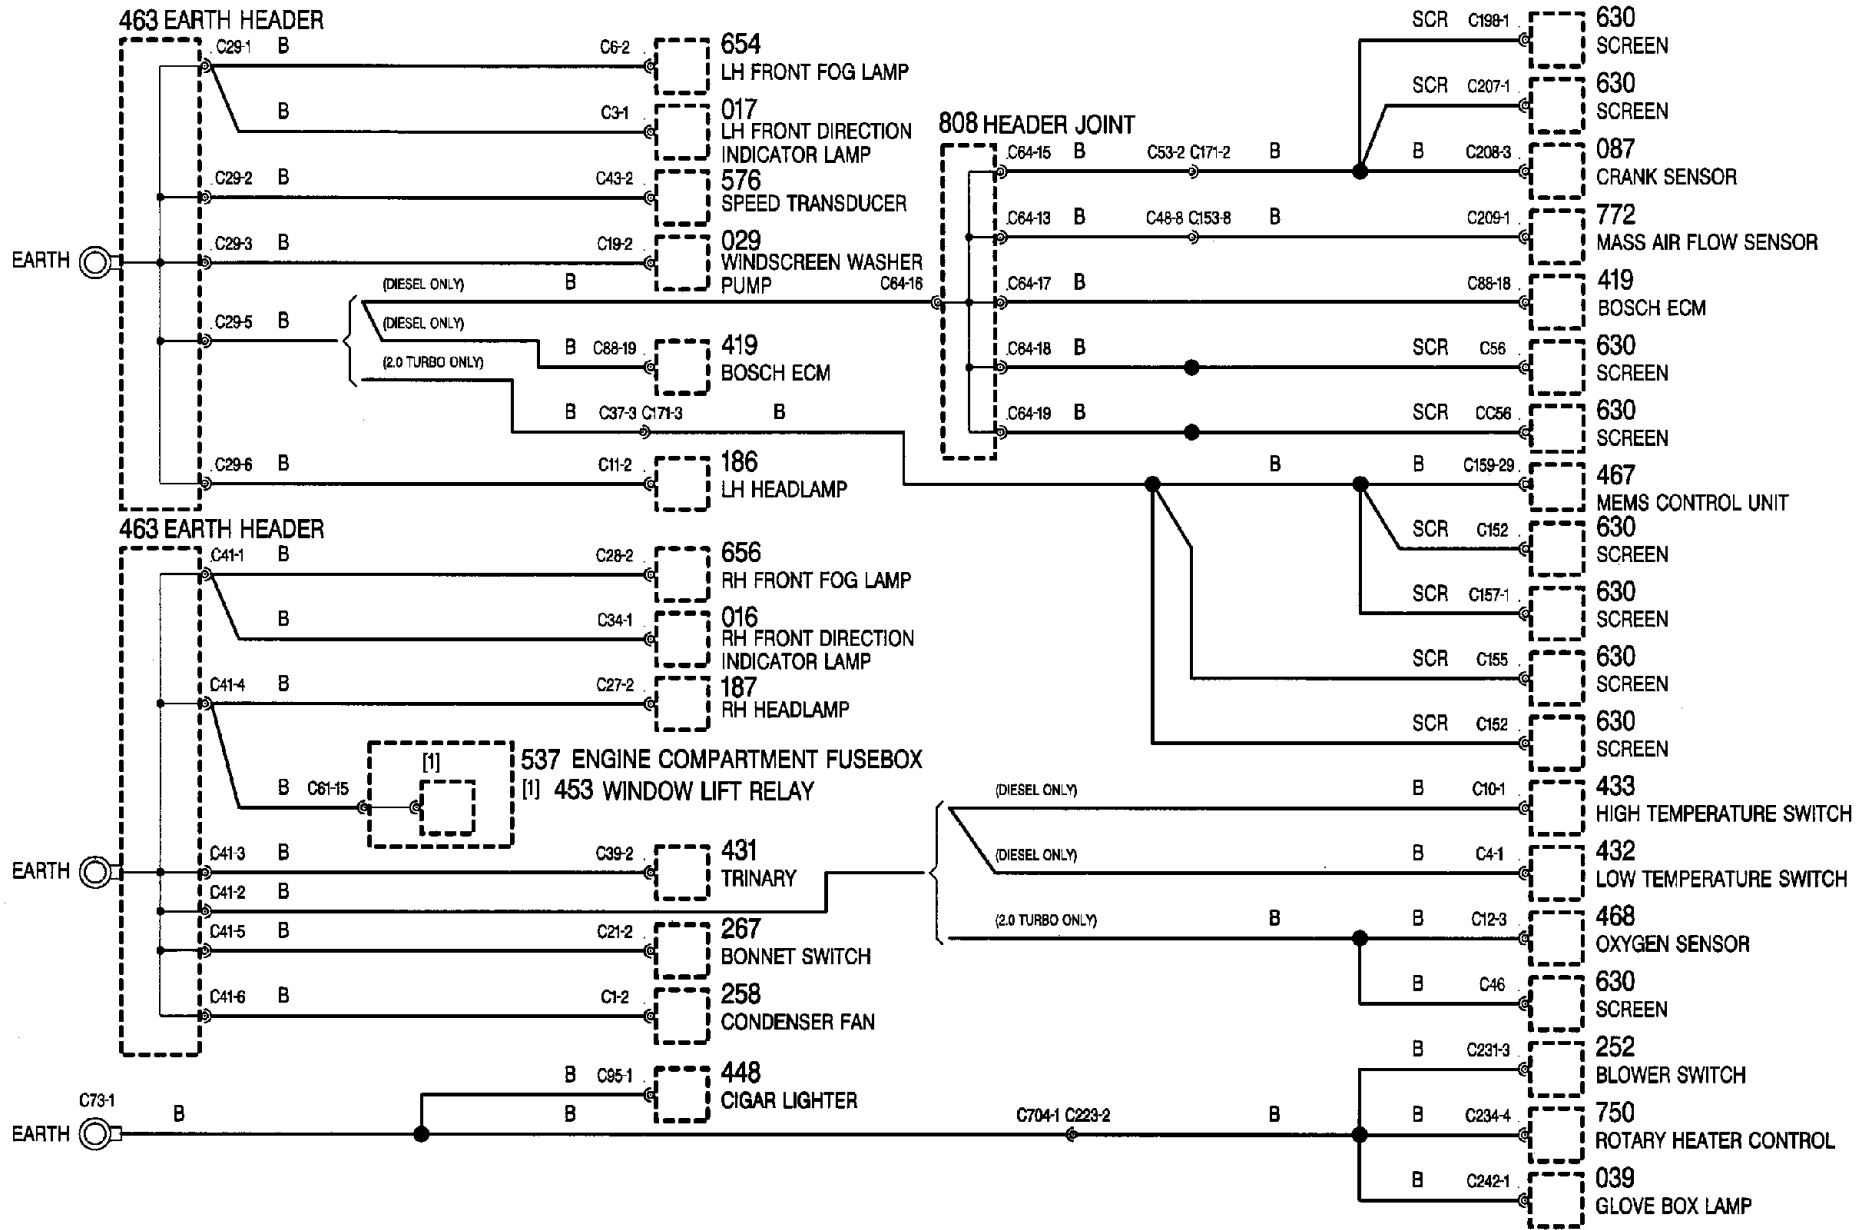 463 EARTH HEADER
C29-1 B C6-2 654
LH FRONT FOG LAMP
B C3-1 017
LH FRONT DIRECTION
INDICATOR LAMP
C29-2 B C43-2 576
SPEED TRANSDUCER
EARTH
C29-3 B C19-2 029
WINDSCREEN WASHER
PUMP
C29-5 B
(DIESEL ONLY) B C64-16
(DIESEL ONLY)
B C88-19 419
BOSCH ECM
(2.0 TURBO ONLY)
B C37-3 C171-3 B
C29-6 B C11-2 186
LH HEADLAMP
808 HEADER JOINT
C64-15 B C53-2 C171-2 B
SCR C198-1 630
SCREEN
SCR C207-1 630
SCREEN
B C208-3 087
CRANK SENSOR
C64-13 B C48-8 C153-8 B C209-1 772
MASS AIR FLOW SENSOR
C64-17 B C88-18 419
BOSCH ECM
C64-18 B SCR C56 630
SCREEN
C64-19 B SCR CC56 630
SCREEN
B B C159-29 467
MEMS CONTROL UNIT
SCR C152 630
SCREEN
SCR C157-1 630
SCREEN
SCR C155 630
SCREEN
SCR C152 630
SCREEN
463 EARTH HEADER
C41-1 B C28-2 656
RH FRONT FOG LAMP
B C34-1 016
RH FRONT DIRECTION
INDICATOR LAMP
C41-4 B C27-2 187
RH HEADLAMP
[1] 537 ENGINE COMPARTMENT FUSEBOX
B C61-15 [1] 453 WINDOW LIFT RELAY
EARTH
C41-3 B C39-2 431
TRINARY
C41-2 B
C41-5 B C21-2 267
BONNET SWITCH
C41-6 B C1-2 258
CONDENSER FAN
(DIESEL ONLY) B C10-1 433
HIGH TEMPERATURE SWITCH
(DIESEL ONLY) B C4-1 432
LOW TEMPERATURE SWITCH
(2.0 TURBO ONLY) B B C12-3 468
OXYGEN SENSOR
B C46 630
SCREEN
C73-1
EARTH B
B C95-1 448
CIGAR LIGHTER
B C704-1 C223-2 B
B C231-3 252
BLOWER SWITCH
B C234-4 750
ROTARY HEATER CONTROL
B C242-1 039
GLOVE BOX LAMP